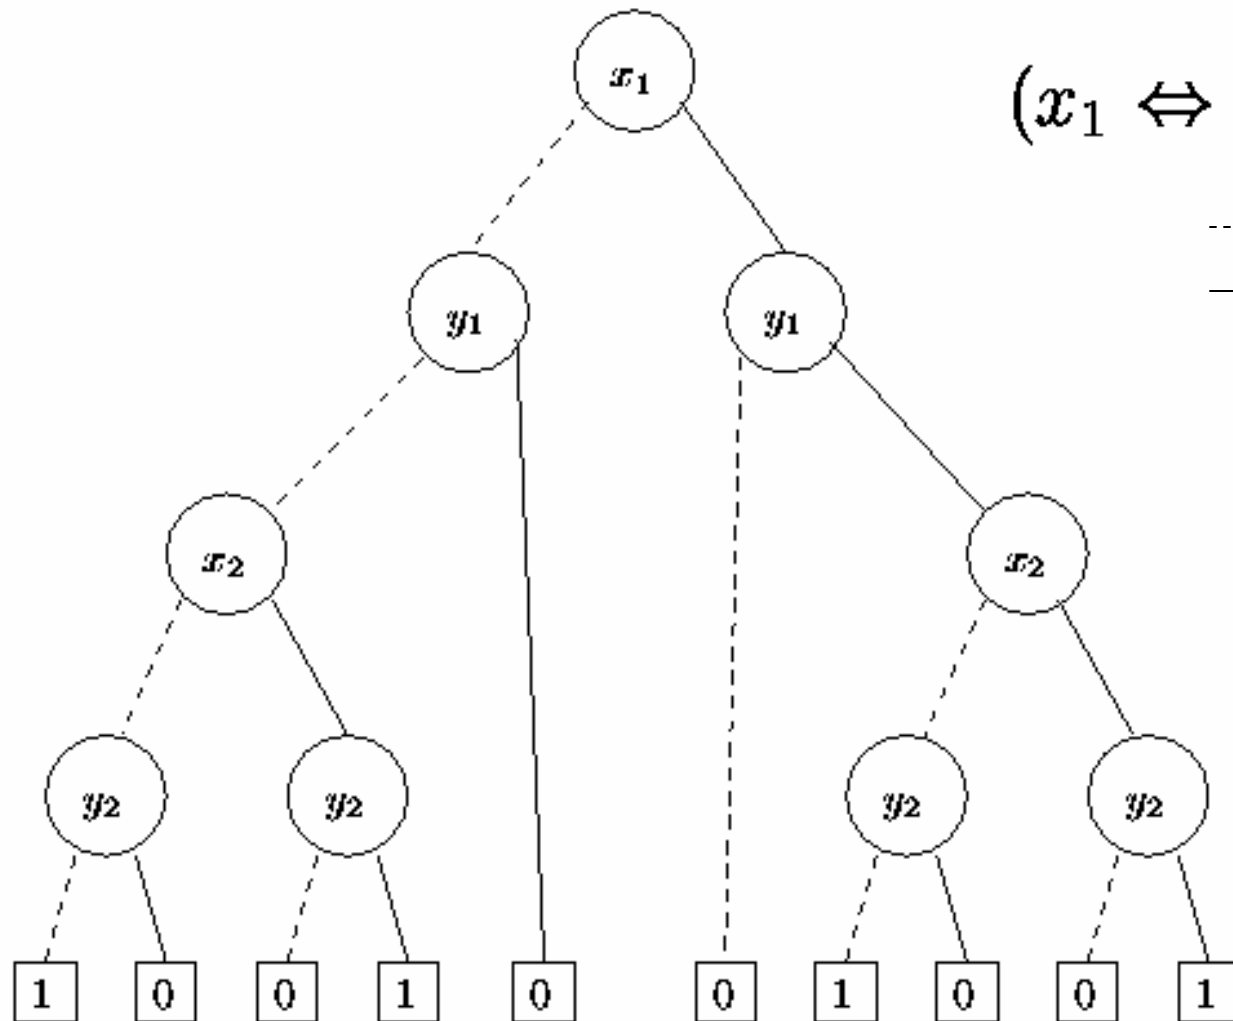 x₁
(x₁ ⇔
y₁ y₁
x₂ x₂
y₂ y₂ y₂ y₂
1 0 0 1 0 0 1 0 0 1